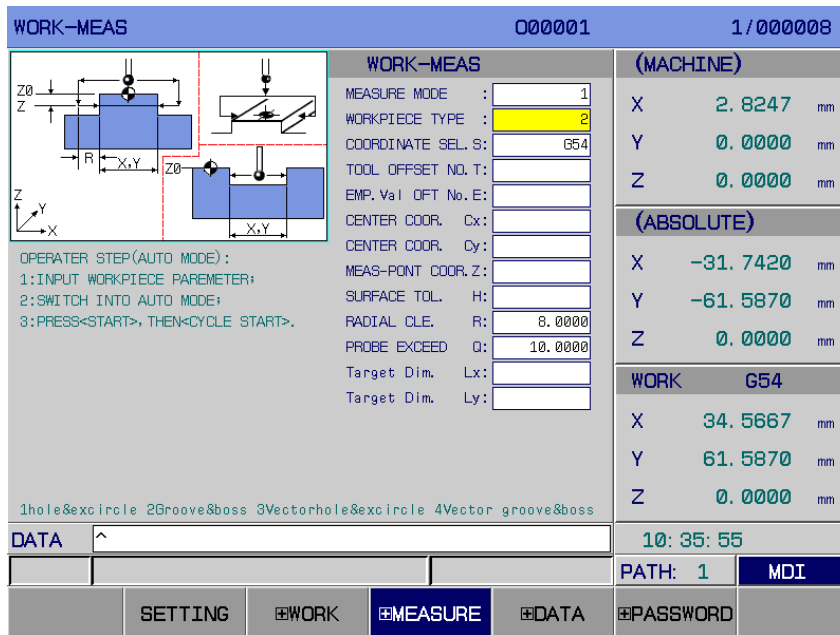 WORK-MEAS O00001 1/000008
Z0
Z
R
X,Y
Z0
X,Y
Z
Y
X
OPERATER STEP(AUTO MODE):
1:INPUT WORKPIECE PAREMETER;
2:SWITCH INTO AUTO MODE;
3:PRESS<START>,THEN<CYCLE START>.
WORK-MEAS
MEASURE MODE : 1
WORKPIECE TYPE : 2
COORDINATE SEL.S: G54
TOOL OFFSET NO.T:
EMP.Val OFT No.E:
CENTER COOR. Cx:
CENTER COOR. Cy:
MEAS-PONT COOR.Z:
SURFACE TOL. H:
RADIAL CLE. R: 8.0000
PROBE EXCEED Q: 10.0000
Target Dim. Lx:
Target Dim. Ly:
1hole&excircle 2Groove&boss 3Vectorhole&excircle 4Vector groove&boss
(MACHINE)
X 2.8247 mm
Y 0.0000 mm
Z 0.0000 mm
(ABSOLUTE)
X -31.7420 mm
Y -61.5870 mm
Z 0.0000 mm
WORK G54
X 34.5667 mm
Y 61.5870 mm
Z 0.0000 mm
DATA ^
10:35:55
PATH: 1 MDI
SETTING ⊞WORK ⊞MEASURE ⊞DATA ⊞PASSWORD